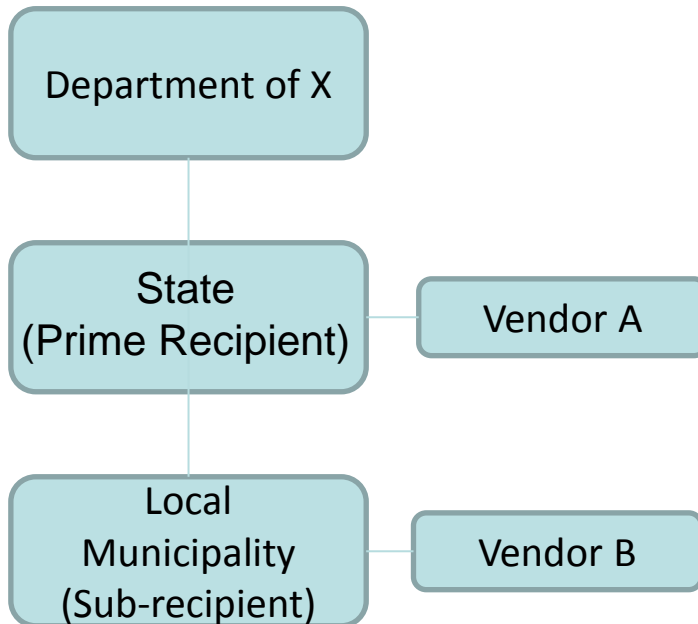 Department of X
State
(Prime Recipient)
Vendor A
Local
Municipality
(Sub-recipient)
Vendor B